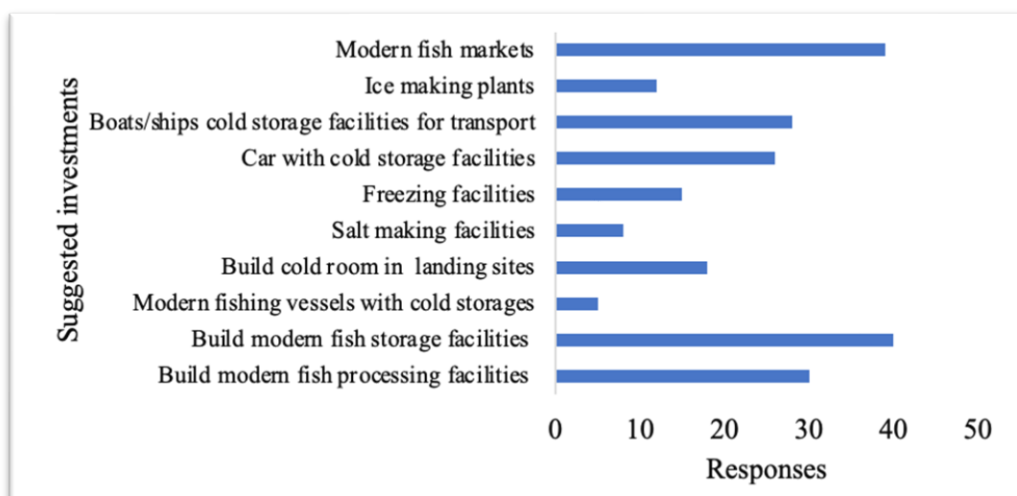 Suggested investments
Modern fish markets
Ice making plants
Boats/ships cold storage facilities for transport
Car with cold storage facilities
Freezing facilities
Salt making facilities
Build cold room in landing sites
Modern fishing vessels with cold storages
Build modern fish storage facilities
Build modern fish processing facilities
0 10 20 30 40 50
Responses